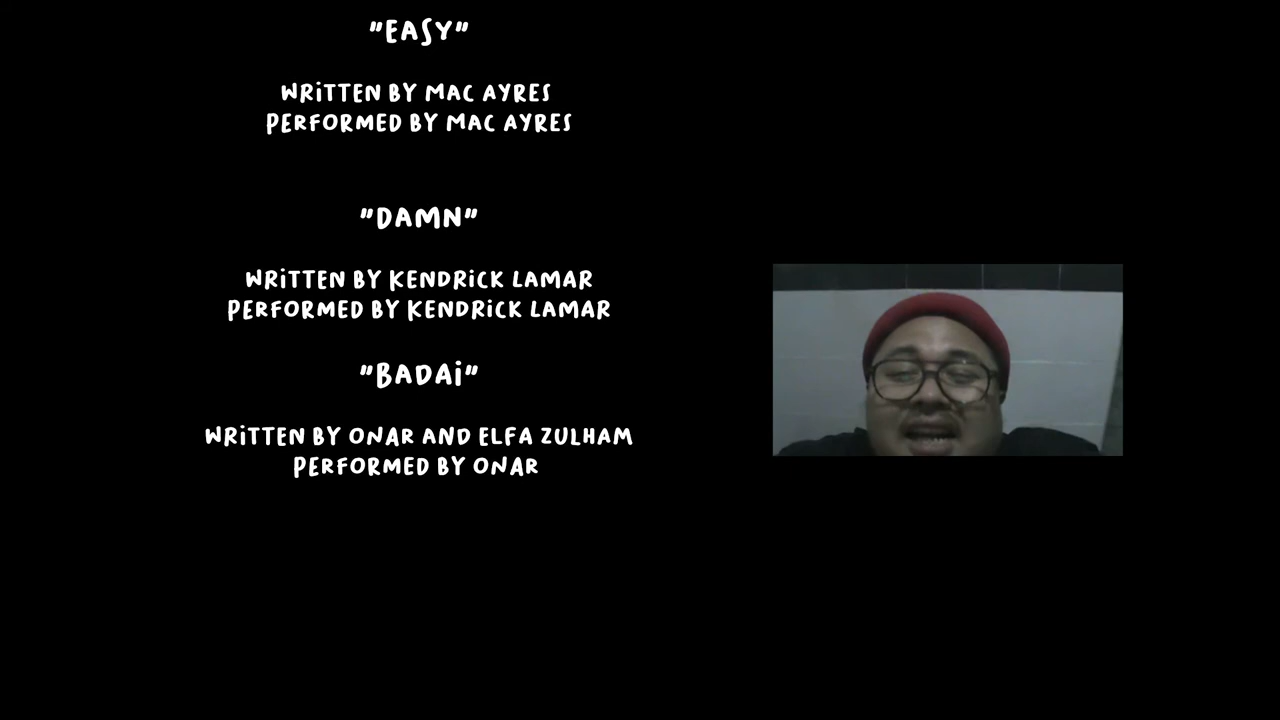 "EASY"
WRiTTEN BY MAC AYRES
PERFORMED BY MAC AYRES
"DAMN"
WRiTTEN BY KENDRiCK LAMAR
PERFORMED BY KENDRiCK LAMAR
"BADAi"
WRiTTEN BY ONAR AND ELFA ZULHAM
PERFORMED BY ONAR